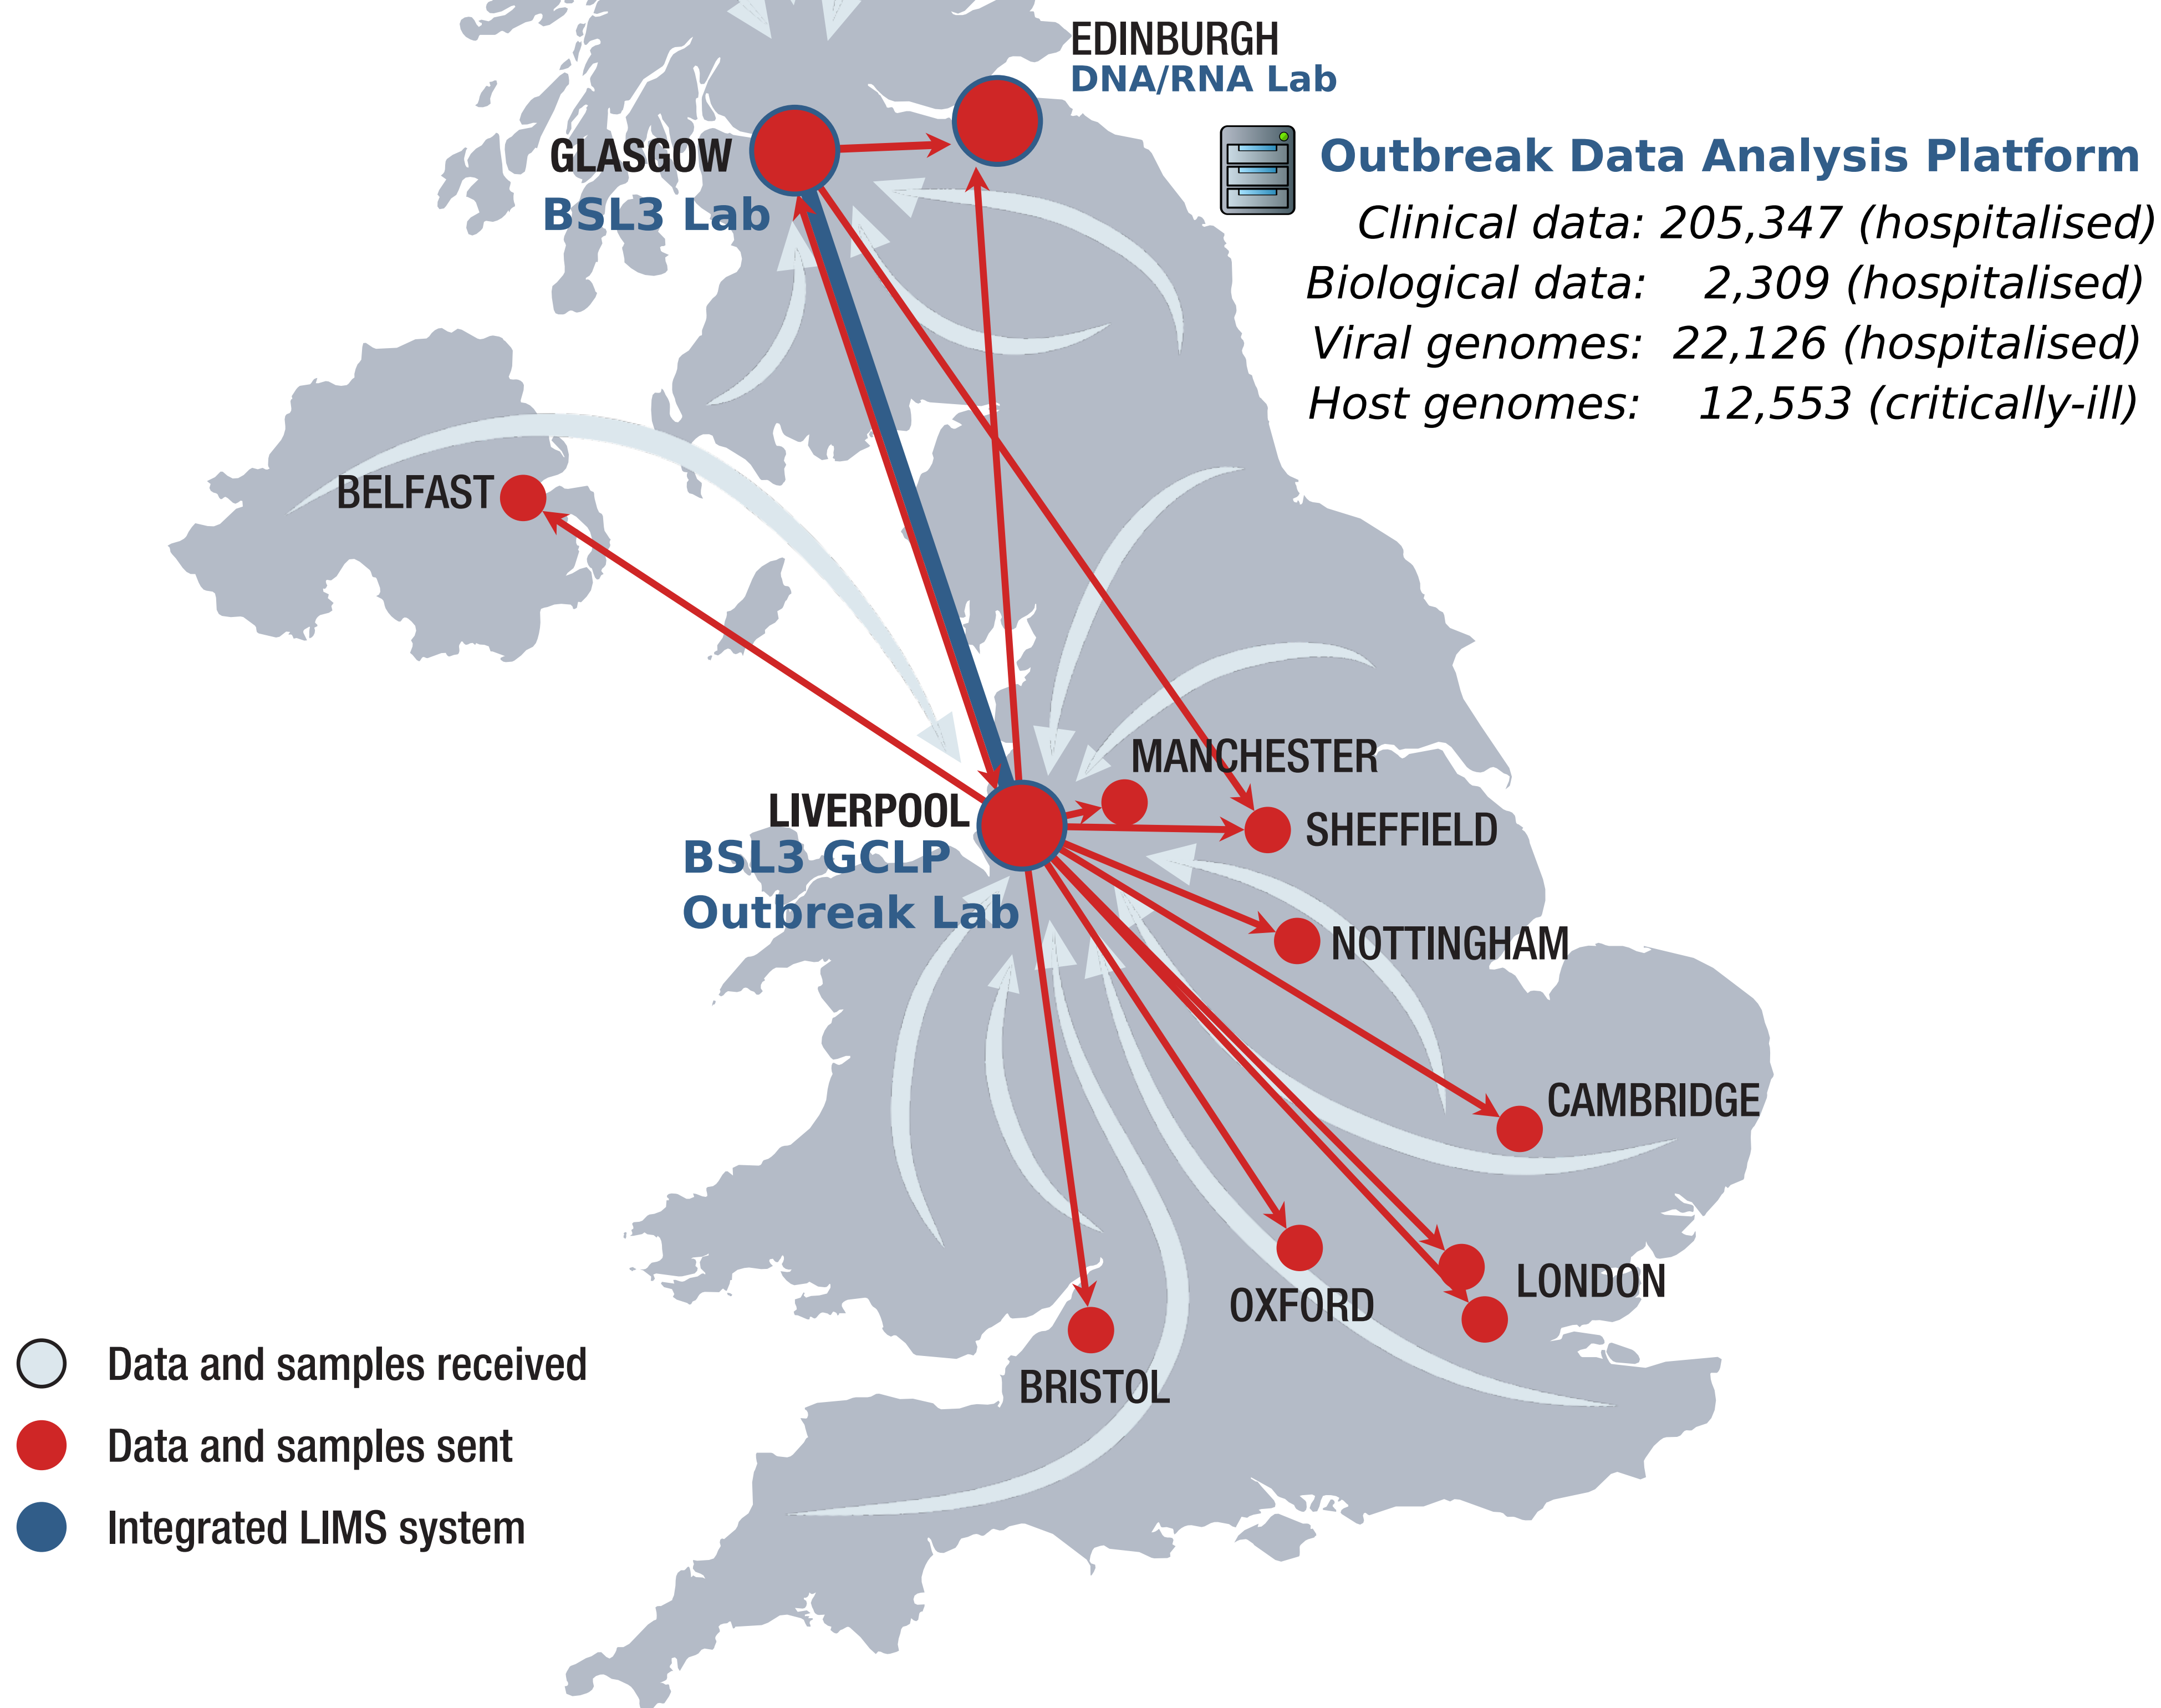 EDINBURGH
DNA/RNA Lab
GLASGOW
BSL3 Lab
Outbreak Data Analysis Platform
Clinical data: 205,347 (hospitalised)
Biological data: 2,309 (hospitalised)
Viral genomes: 22,126 (hospitalised)
Host genomes: 12,553 (critically-ill)
BELFAST
MANCHESTER
LIVERPOOL
BSL3 GCLP
Outbreak Lab
SHEFFIELD
NOTTINGHAM
CAMBRIDGE
LONDON
OXFORD
BRISTOL
Data and samples received
Data and samples sent
Integrated LIMS system